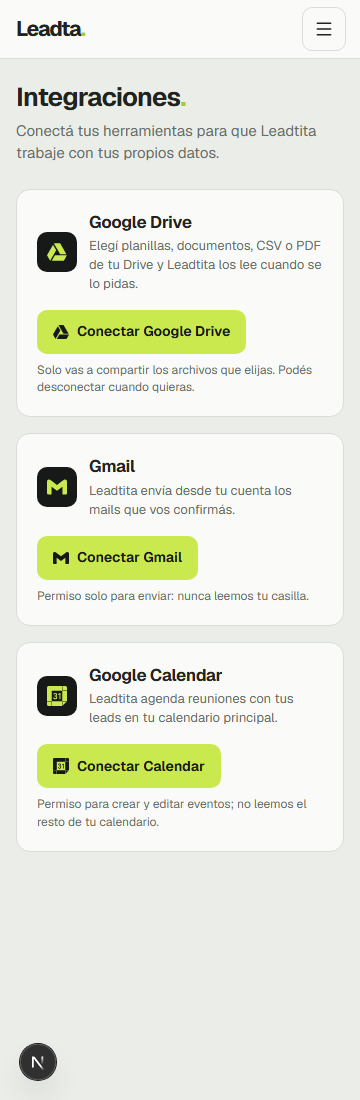 Leadta.
Integraciones.
Conectá tus herramientas para que Leadtita
trabaje con tus propios datos.
Google Drive
Elegí planillas, documentos, CSV o PDF
de tu Drive y Leadtita los lee cuando se
lo pidas.
Conectar Google Drive
Solo vas a compartir los archivos que elijas. Podés
desconectar cuando quieras.
Gmail
Leadtita envía desde tu cuenta los
mails que vos confirmás.
Conectar Gmail
Permiso solo para enviar: nunca leemos tu casilla.
31
Google Calendar
Leadtita agenda reuniones con tus
leads en tu calendario principal.
31
Conectar Calendar
Permiso para crear y editar eventos; no leemos el
resto de tu calendario.
N